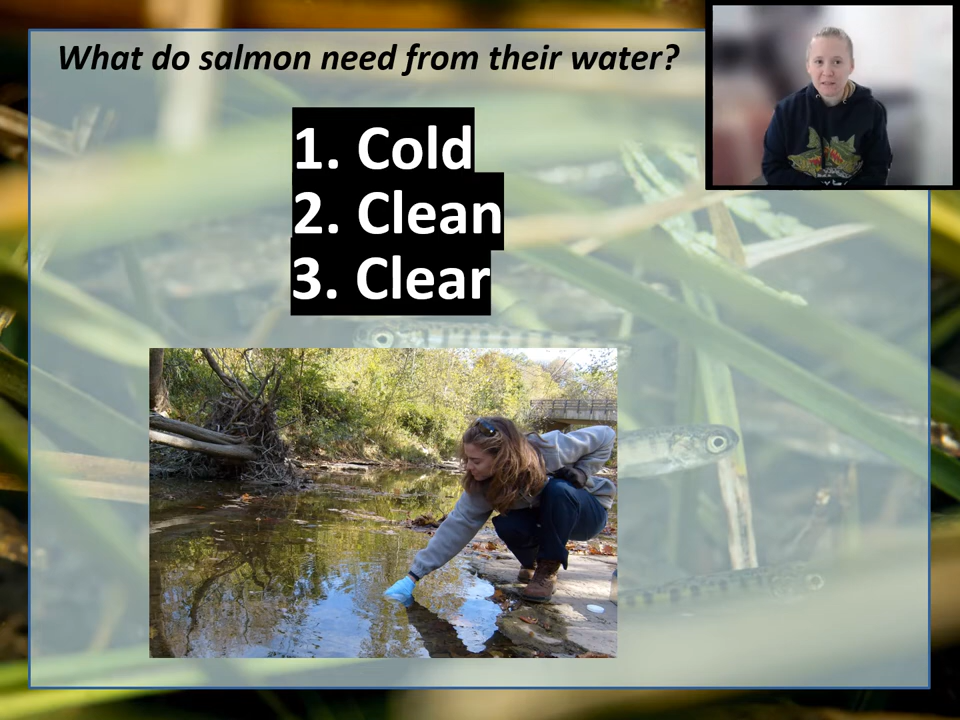 What do salmon need from their water?
1. Cold
2. Clean
3. Clear